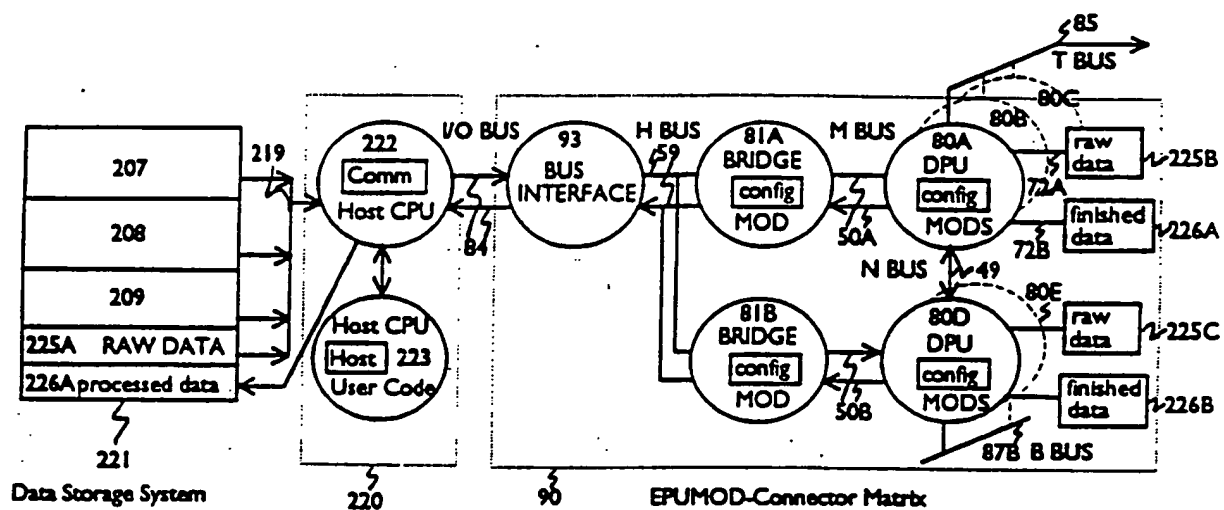 85
T BUS
80C
80B
207
208
209
225A RAW DATA
226A processed data
221
Data Storage System
219
222
Comm
Host CPU
Host CPU
Host 223
User Code
220
I/O BUS
84
93
BUS
INTERFACE
H BUS
59
81A
BRIDGE
config
MOD
M BUS
50A
80A
DPU
config
MODS
raw
data
225B
72A
finished
data
226A
72B
N BUS
49
80E
81B
BRIDGE
config
MOD
50B
80D
DPU
config
MODS
raw
data
225C
finished
data
226B
87B B BUS
90
EPUMOD-Connector Matrix